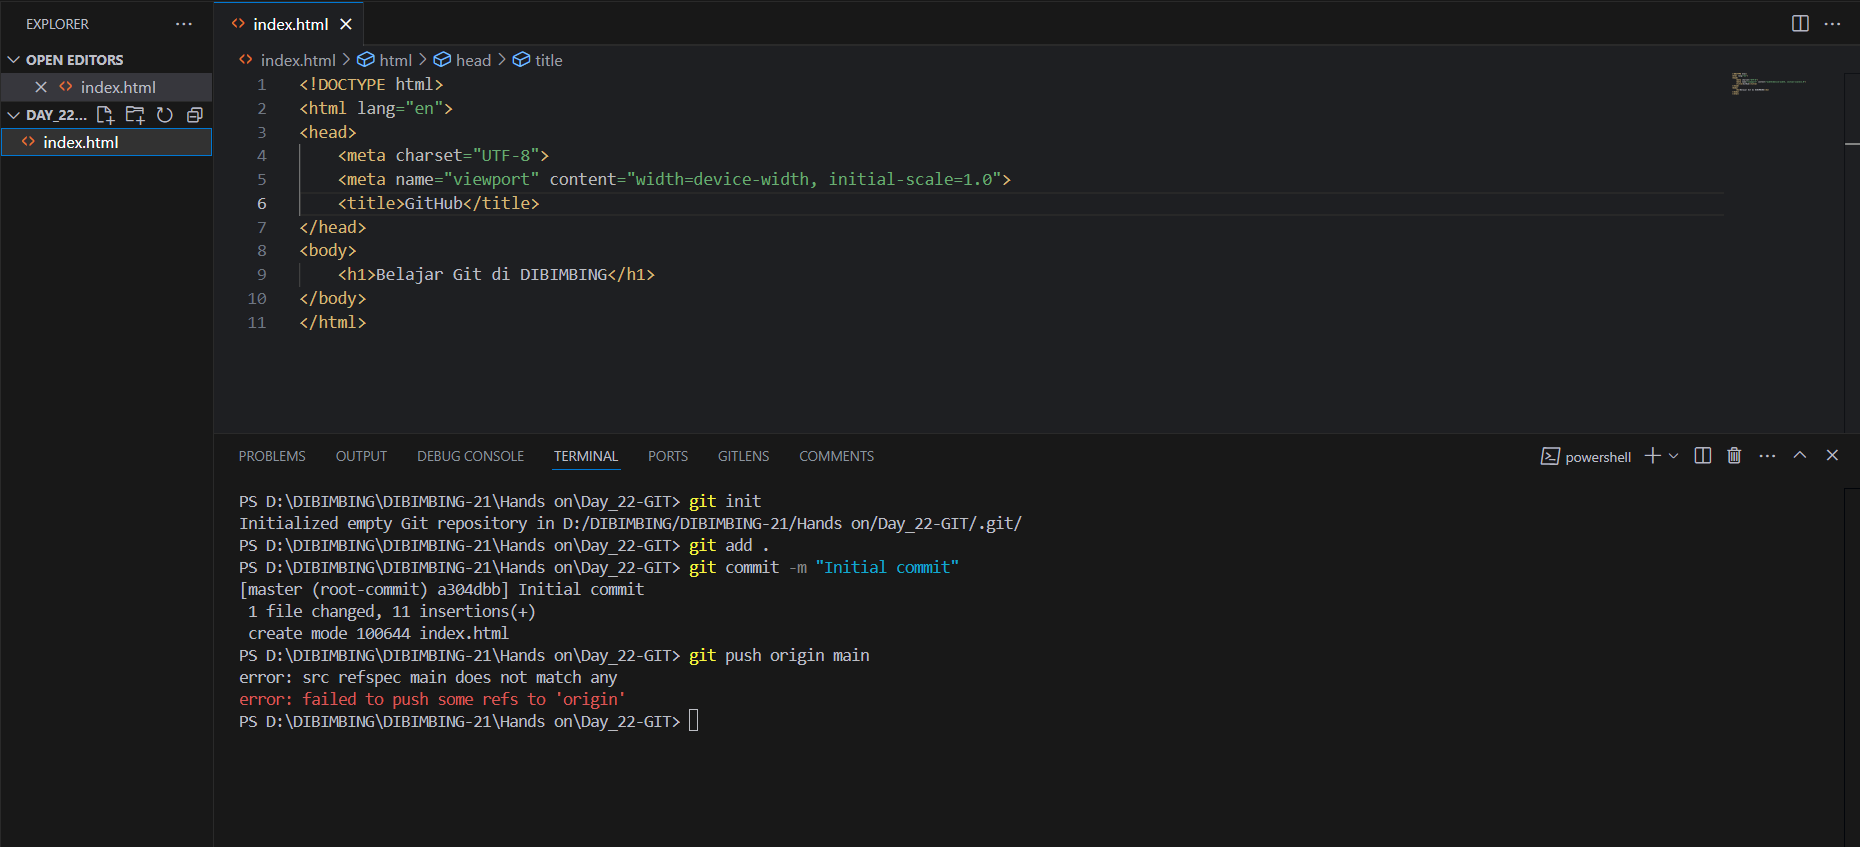 EXPLORER
OPEN EDITORS
index.html
DAY_22...
index.html
index.html
index.html > html > head > title
1 <!DOCTYPE html>
2 <html lang="en">
3 <head>
4     <meta charset="UTF-8">
5     <meta name="viewport" content="width=device-width, initial-scale=1.0">
6     <title>GitHub</title>
7 </head>
8 <body>
9     <h1>Belajar Git di DIBIMBING</h1>
10 </body>
11 </html>
PROBLEMS OUTPUT DEBUG CONSOLE TERMINAL PORTS GITLENS COMMENTS
powershell
PS D:\DIBIMBING\DIBIMBING-21\Hands on\Day_22-GIT> git init
Initialized empty Git repository in D:/DIBIMBING/DIBIMBING-21/Hands on/Day_22-GIT/.git/
PS D:\DIBIMBING\DIBIMBING-21\Hands on\Day_22-GIT> git add .
PS D:\DIBIMBING\DIBIMBING-21\Hands on\Day_22-GIT> git commit -m "Initial commit"
[master (root-commit) a304dbb] Initial commit
 1 file changed, 11 insertions(+)
 create mode 100644 index.html
PS D:\DIBIMBING\DIBIMBING-21\Hands on\Day_22-GIT> git push origin main
error: src refspec main does not match any
error: failed to push some refs to 'origin'
PS D:\DIBIMBING\DIBIMBING-21\Hands on\Day_22-GIT>